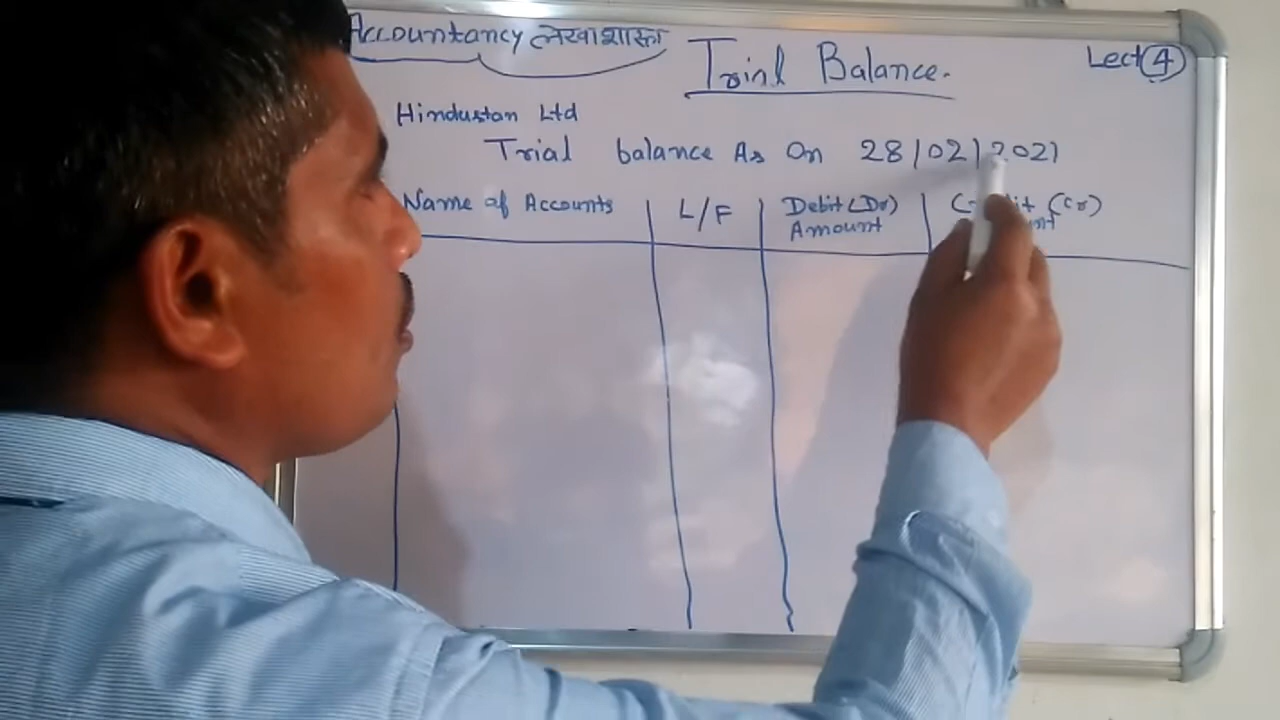 Accountancy लेखाशास्त्र
Trial Balance.
Lect 4
Hindustan Ltd
Trial balance As On 28/02/2021
Name of Accounts L/F Debit (Dr) Amount (Cr)